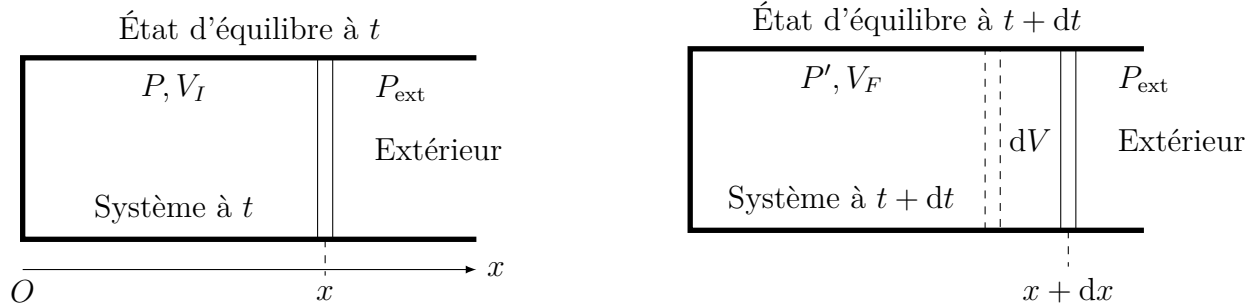 État d'équilibre à t
P, V_I
P_ext
Extérieur
Système à t
O
x
x
État d'équilibre à t + dt
P', V_F
P_ext
dV
Extérieur
Système à t + dt
x + dx